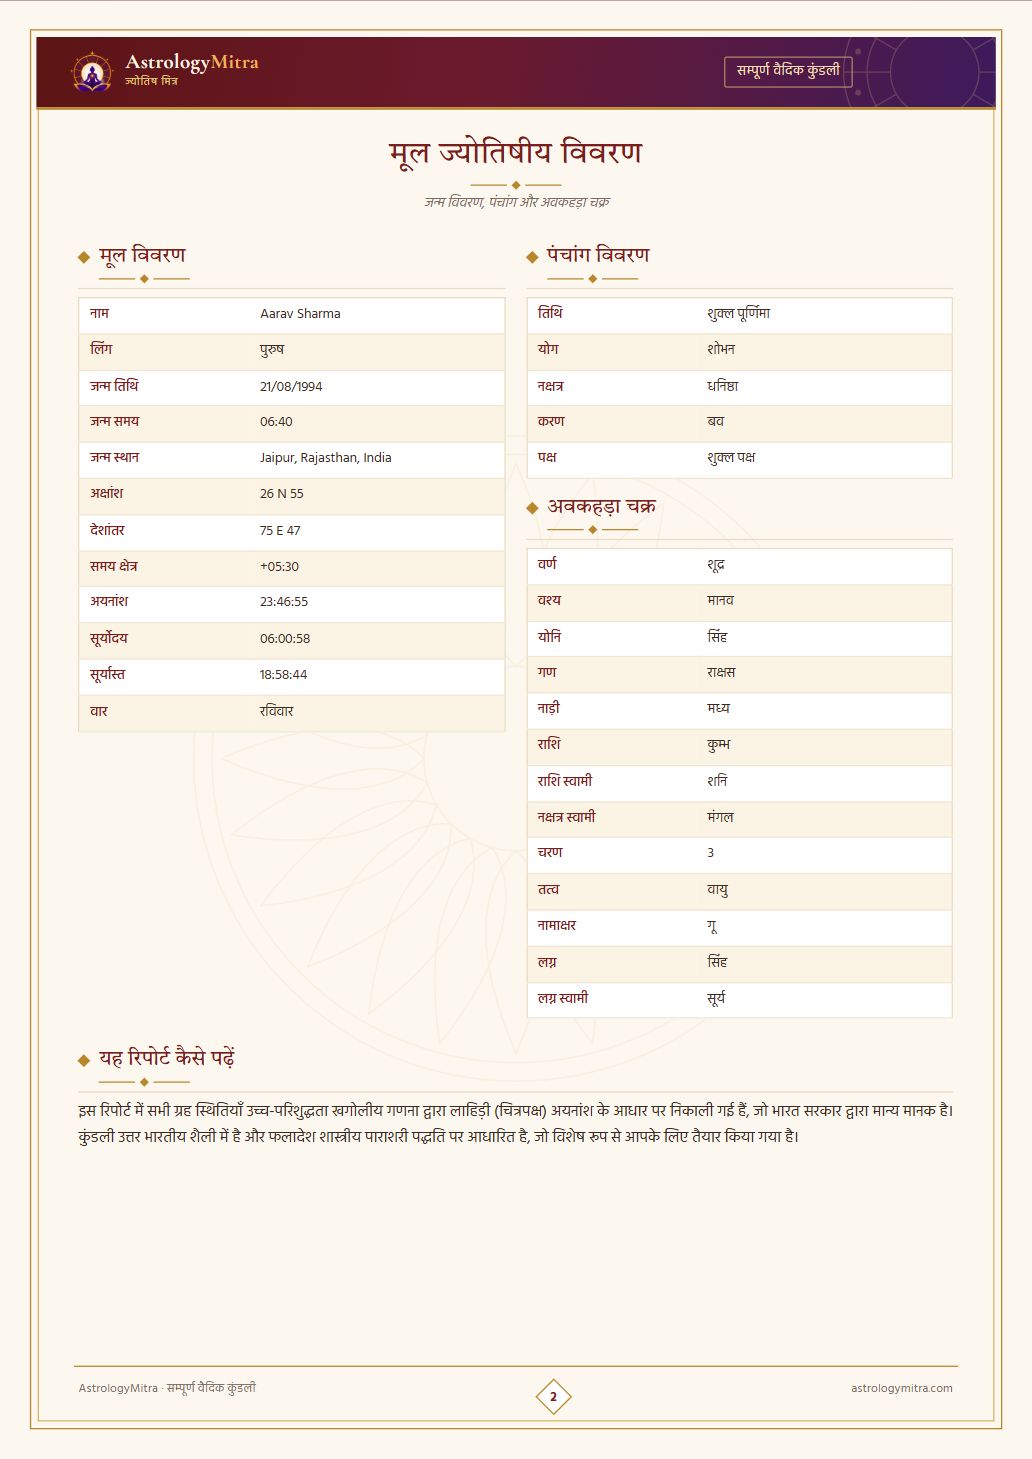 AstrologyMitra
ज्योतिष मित्र
सम्पूर्ण वैदिक कुंडली
मूल ज्योतिषीय विवरण
जन्म विवरण, पंचांग और अवकहड़ा चक्र
मूल विवरण
नाम Aarav Sharma
लिंग पुरुष
जन्म तिथि 21/08/1994
जन्म समय 06:40
जन्म स्थान Jaipur, Rajasthan, India
अक्षांश 26 N 55
देशांतर 75 E 47
समय क्षेत्र +05:30
अयनांश 23:46:55
सूर्योदय 06:00:58
सूर्यास्त 18:58:44
वार रविवार
पंचांग विवरण
तिथि शुक्ल पूर्णिमा
योग शोभन
नक्षत्र धनिष्ठा
करण बव
पक्ष शुक्ल पक्ष
अवकहड़ा चक्र
वर्ण शूद्र
वश्य मानव
योनि सिंह
गण राक्षस
नाड़ी मध्य
राशि कुम्भ
राशि स्वामी शनि
नक्षत्र स्वामी मंगल
चरण 3
तत्व वायु
नामाक्षर गू
लग्न सिंह
लग्न स्वामी सूर्य
यह रिपोर्ट कैसे पढ़ें
इस रिपोर्ट में सभी ग्रह स्थितियाँ उच्च-परिशुद्धता खगोलीय गणना द्वारा लाहिड़ी (चित्रपक्ष) अयनांश के आधार पर निकाली गई हैं, जो भारत सरकार द्वारा मान्य मानक है।
कुंडली उत्तर भारतीय शैली में है और फलादेश शास्त्रीय पाराशरी पद्धति पर आधारित है, जो विशेष रूप से आपके लिए तैयार किया गया है।
AstrologyMitra · सम्पूर्ण वैदिक कुंडली
2
astrologymitra.com